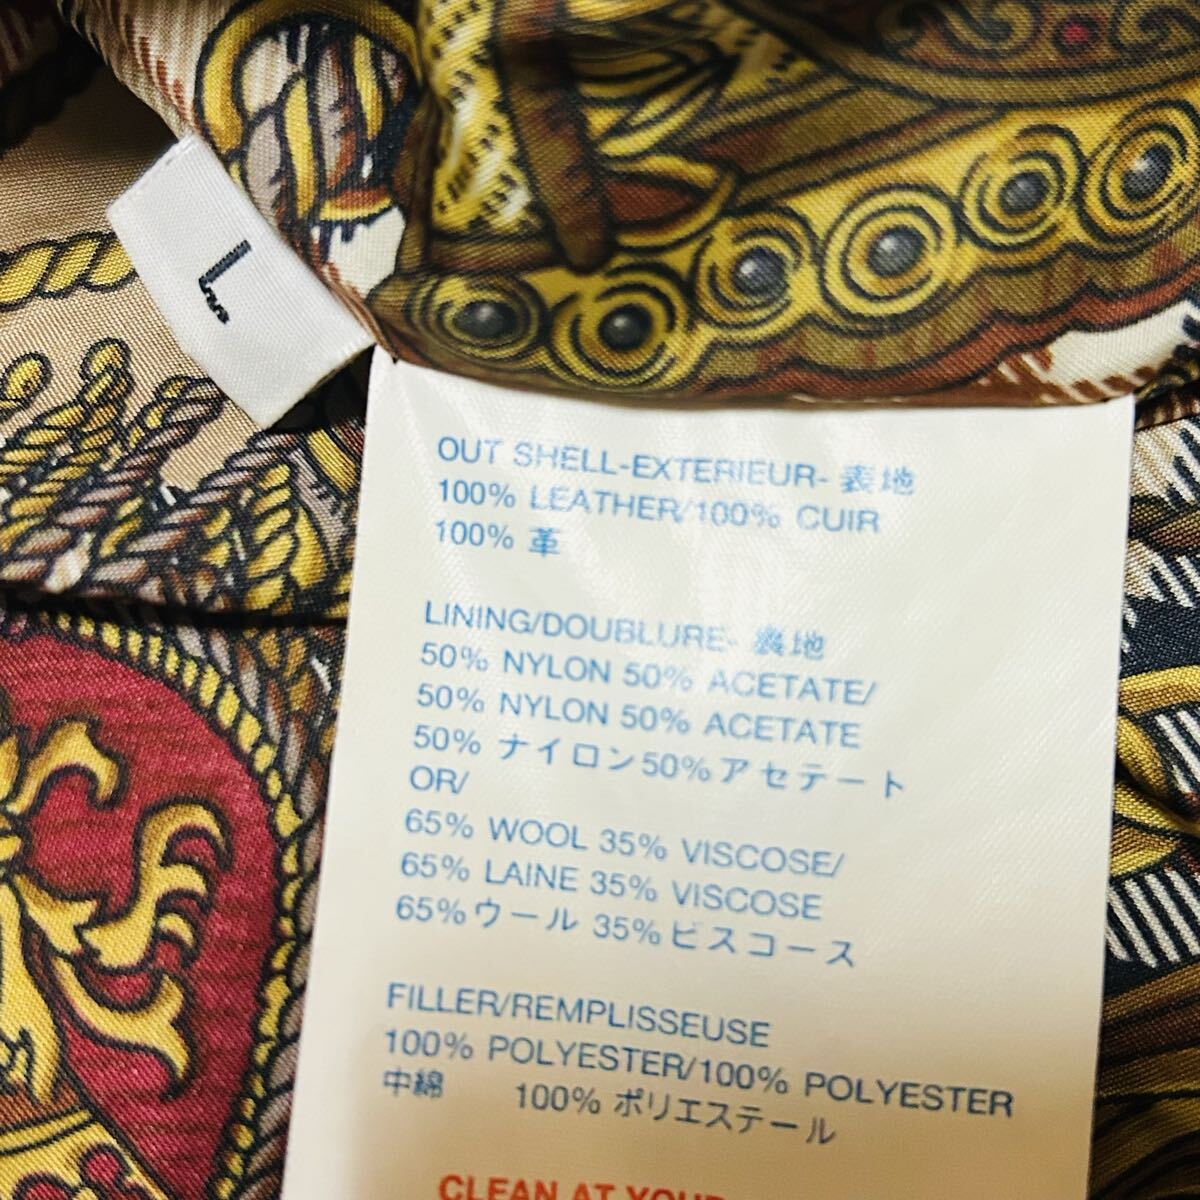 L
OUT SHELL-EXTERIEUR- 表地
100% LEATHER/100% CUIR
100% 革
LINING/DOUBLURE- 裏地
50% NYLON 50% ACETATE/
50% NYLON 50% ACETATE
50% ナイロン50%アセテート
OR/
65% WOOL 35% VISCOSE/
65% LAINE 35% VISCOSE
65%ウール 35%ビスコース
FILLER/REMPLISSEUSE
100% POLYESTER/100% POLYESTER
中綿 100% ポリエステール
CLEAN AT YOUR